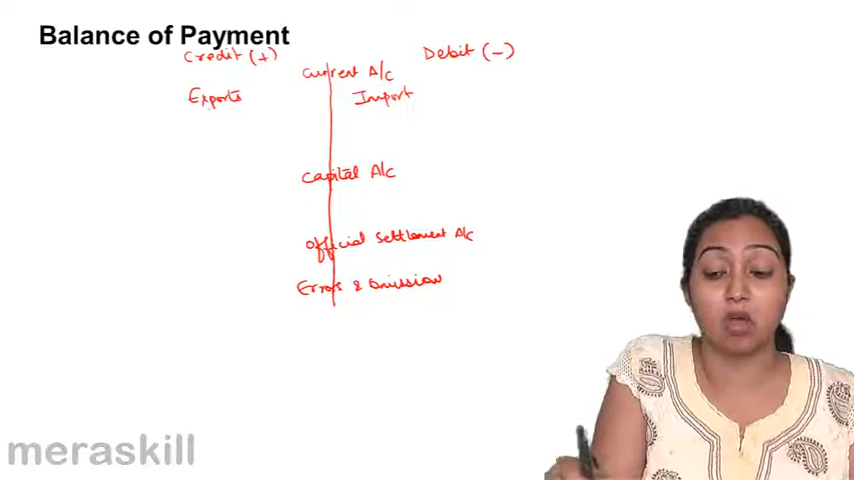 Balance of Payment
Credit (+) Debit (-)
Current A/c
Exports Import
Capital A/c
Official Settlement A/c
Errors & Omission
meraskill